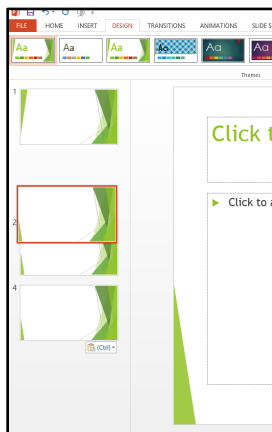 FILE HOME INSERT DESIGN TRANSITIONS ANIMATIONS SLIDE S
Aa Aa Aa Aa Aa Aa
Themes
1
Click t
Click to a
2
4
(Ctrl)